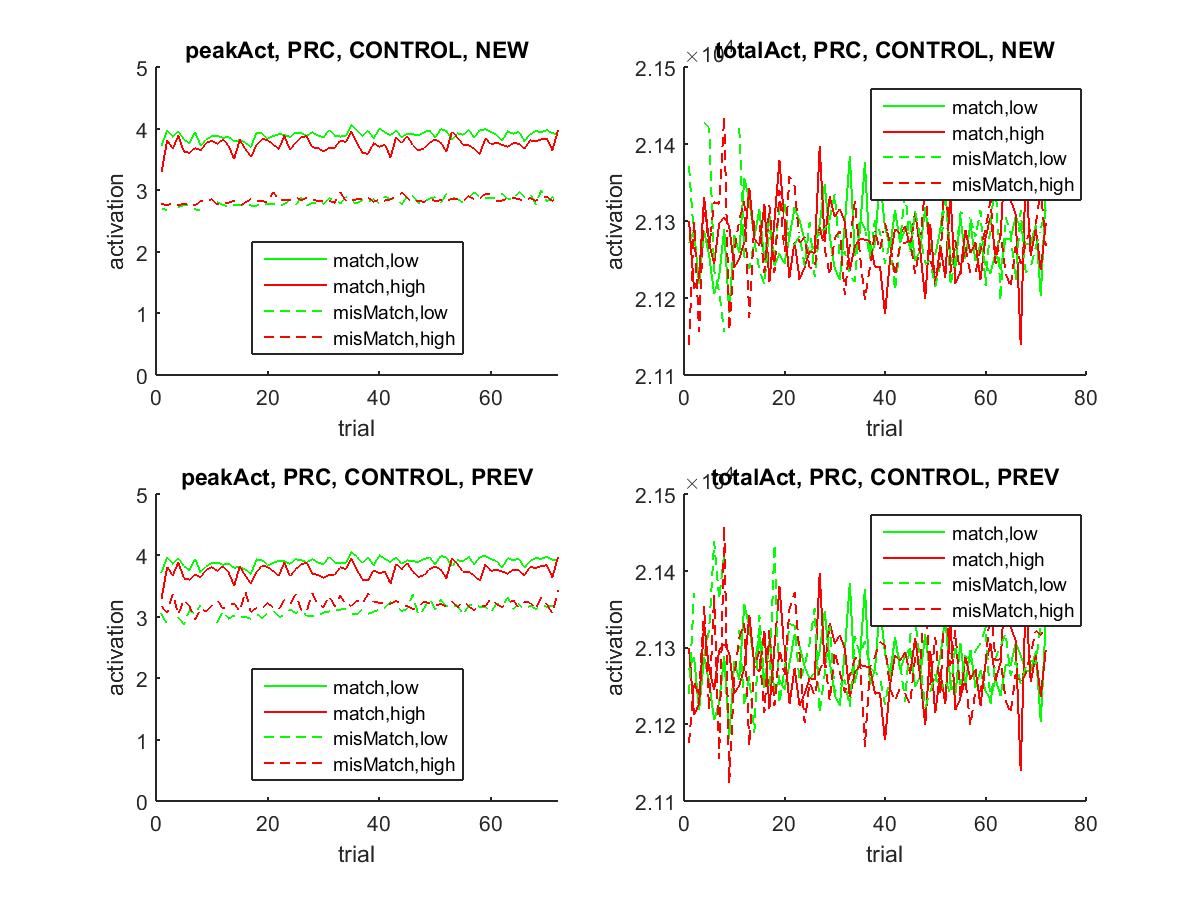 peakAct, PRC, CONTROL, NEW
5
4
3
2
1
0
activation
match,low
match,high
misMatch,low
misMatch,high
0 20 40 60
trial
totalAct, PRC, CONTROL, NEW
×10⁴
2.15
2.14
2.13
2.12
2.11
activation
match,low
match,high
misMatch,low
misMatch,high
0 20 40 60 80
trial
peakAct, PRC, CONTROL, PREV
5
4
3
2
1
0
activation
match,low
match,high
misMatch,low
misMatch,high
0 20 40 60
trial
totalAct, PRC, CONTROL, PREV
×10⁴
2.15
2.14
2.13
2.12
2.11
activation
match,low
match,high
misMatch,low
misMatch,high
0 20 40 60 80
trial